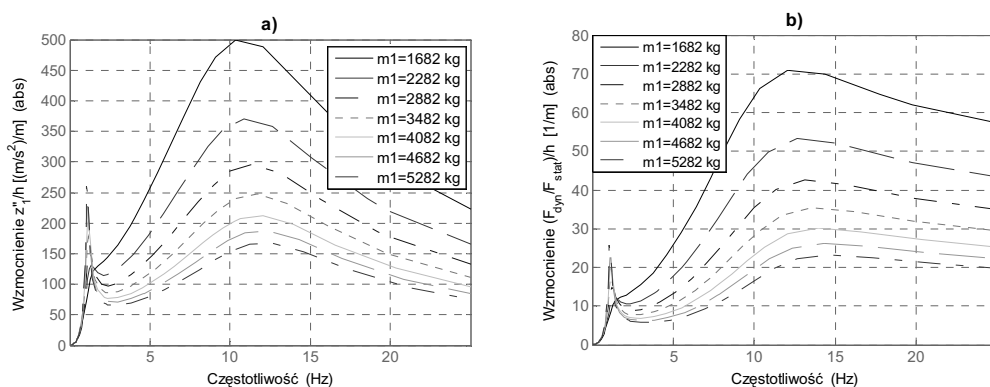 a)
Wzmocnienie z"1/h [(m/s²)/m] (abs)
500
450
400
350
300
250
200
150
100
50
0
5
10
15
20
Częstotliwość (Hz)
m1=1682 kg
m1=2282 kg
m1=2882 kg
m1=3482 kg
m1=4082 kg
m1=4682 kg
m1=5282 kg
b)
Wzmocnienie (Fdyn/Fstat)/h [1/m] (abs)
80
70
60
50
40
30
20
10
0
5
10
15
20
Częstotliwość (Hz)
m1=1682 kg
m1=2282 kg
m1=2882 kg
m1=3482 kg
m1=4082 kg
m1=4682 kg
m1=5282 kg